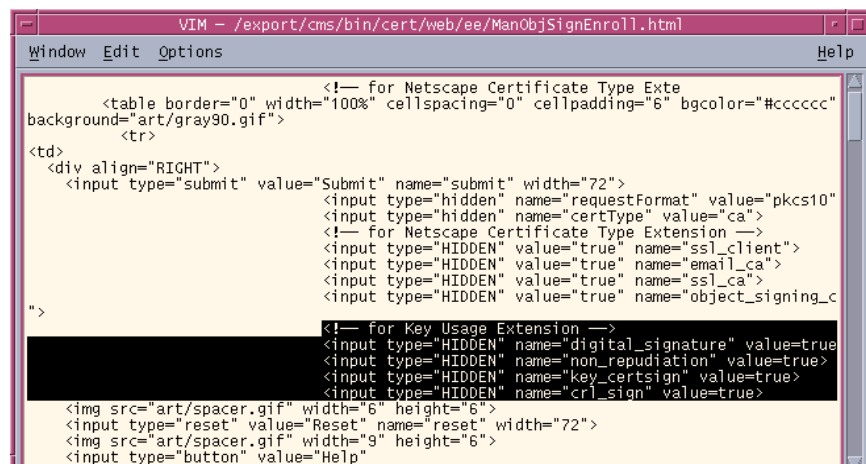 VIM - /export/cms/bin/cert/web/ee/ManObjSignEnroll.html
Window Edit Options Help
<!-- for Netscape Certificate Type Exte
<table border="0" width="100%" cellspacing="0" cellpadding="6" bgcolor="#cccccc"
background="art/gray90.gif">
<tr>
<td>
<div align="RIGHT">
<input type="submit" value="Submit" name="submit" width="72">
<input type="hidden" name="requestFormat" value="pkcs10"
<input type="hidden" name="certType" value="ca">
<!-- for Netscape Certificate Type Extension -->
<input type="HIDDEN" value="true" name="ssl_client">
<input type="HIDDEN" value="true" name="email_ca">
<input type="HIDDEN" value="true" name="ssl_ca">
<input type="HIDDEN" value="true" name="object_signing_c
">
<!-- for Key Usage Extension -->
<input type="HIDDEN" name="digital_signature" value=true
<input type="HIDDEN" name="non_repudiation" value=true>
<input type="HIDDEN" name="key_certsign" value=true>
<input type="HIDDEN" name="crl_sign" value=true>
<img src="art/spacer.gif" width="6" height="6">
<input type="reset" value="Reset" name="reset" width="72">
<img src="art/spacer.gif" width="9" height="6">
<input type="button" value="Help"